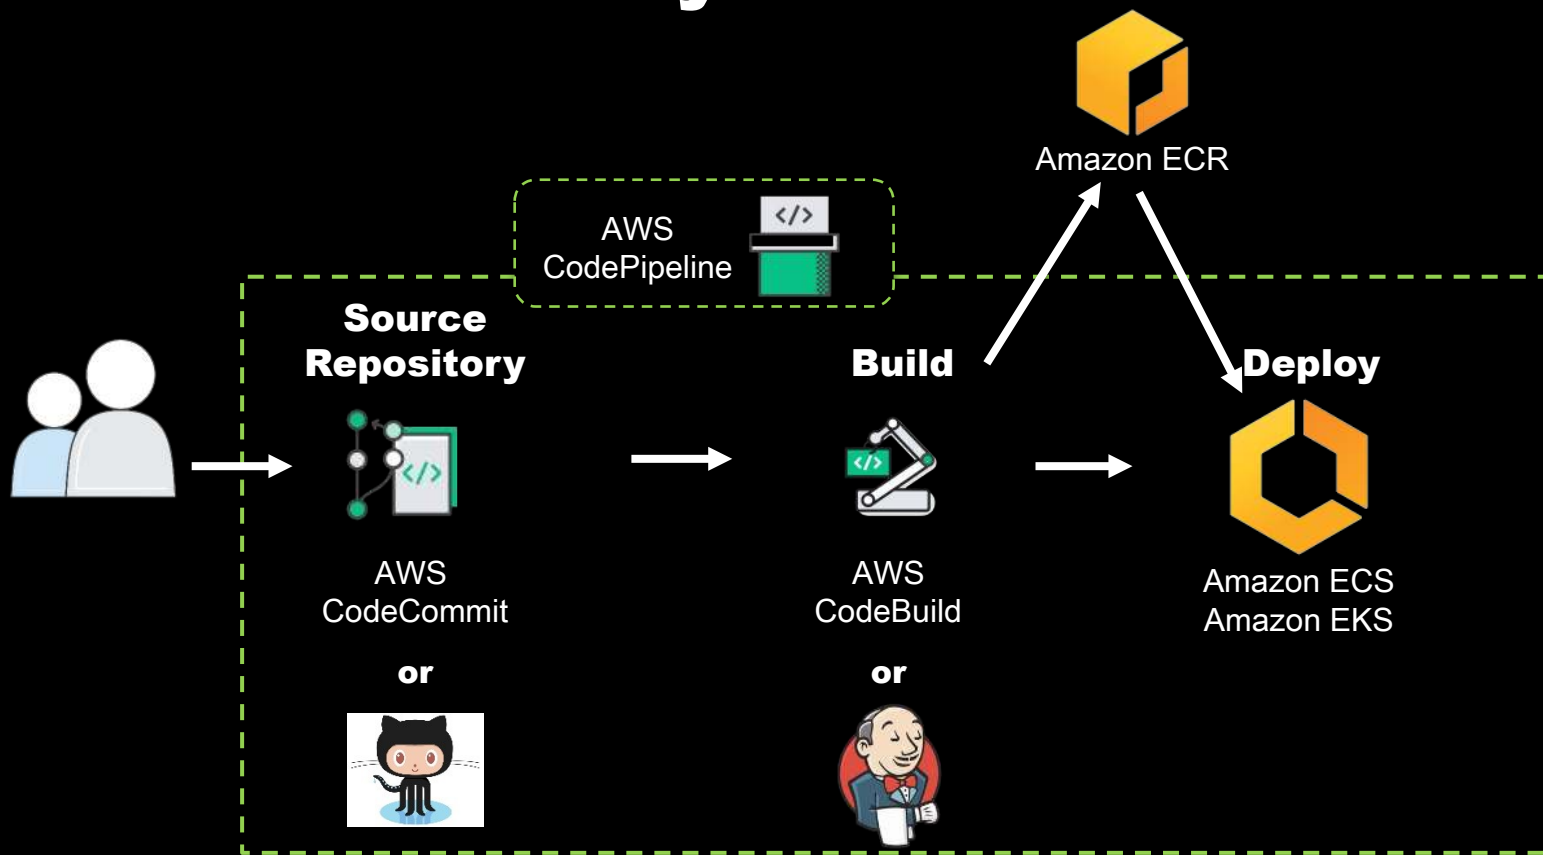 Amazon ECR
AWS
CodePipeline
</>
Source
Repository
Build
Deploy
</>
</>
AWS
CodeCommit
AWS
CodeBuild
Amazon ECS
Amazon EKS
or
or